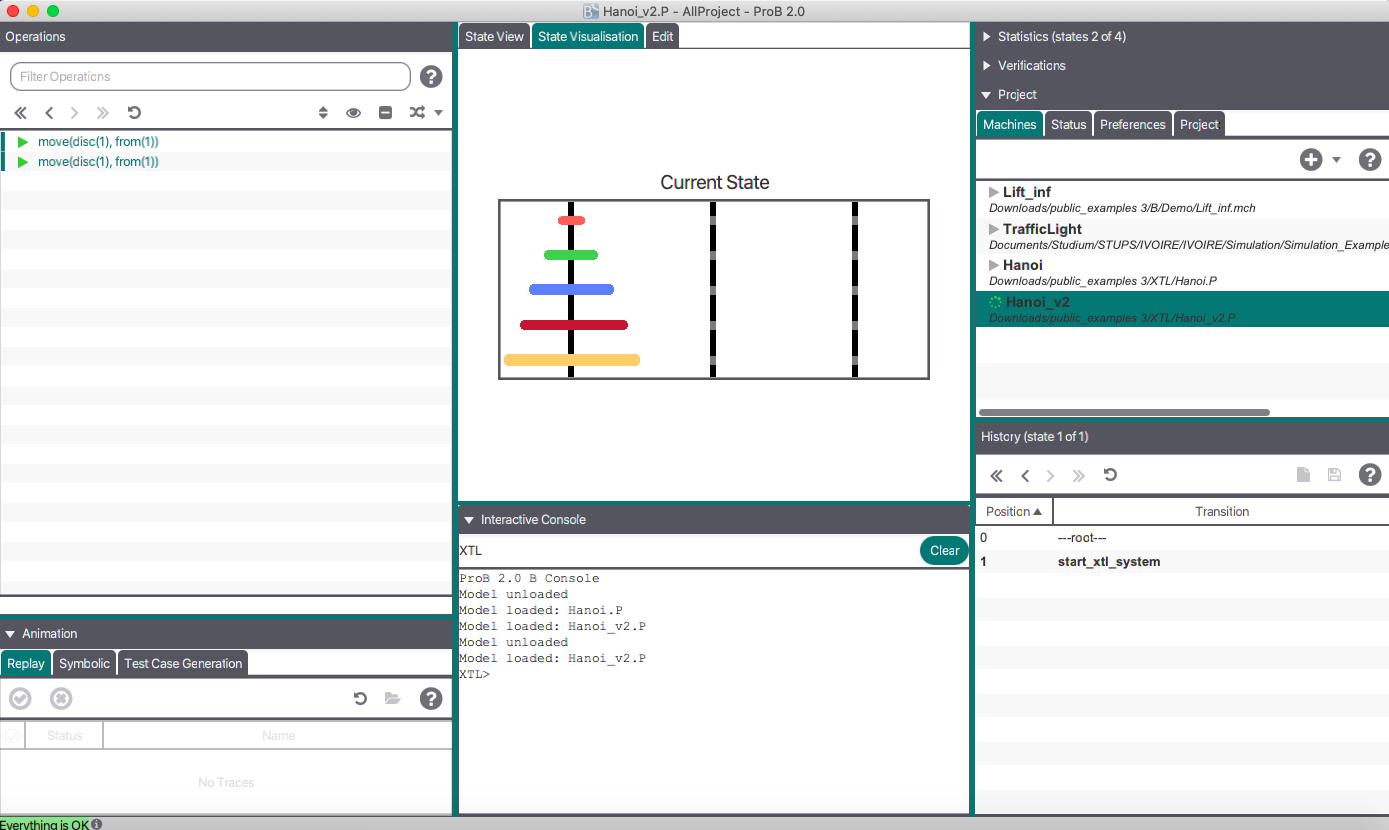 Hanoi_v2.P - AllProject - ProB 2.0
Operations
Filter Operations
move(disc(1), from(1))
move(disc(1), from(1))
Animation
Replay Symbolic Test Case Generation
Status Name
No Traces
Everything is OK
State View State Visualisation Edit
Current State
Interactive Console
XTL Clear
ProB 2.0 B Console
Model unloaded
Model loaded: Hanoi.P
Model loaded: Hanoi_v2.P
Model unloaded
Model loaded: Hanoi_v2.P
XTL>
Statistics (states 2 of 4)
Verifications
Project
Machines Status Preferences Project
Lift_inf
Downloads/public_examples 3/B/Demo/Lift_inf.mch
TrafficLight
Documents/Studium/STUPS/IVOIRE/IVOIRE/Simulation/Simulation_Example
Hanoi
Downloads/public_examples 3/XTL/Hanoi.P
Hanoi_v2
Downloads/public_examples 3/XTL/Hanoi_v2.P
History (state 1 of 1)
Position Transition
0 ---root---
1 start_xtl_system